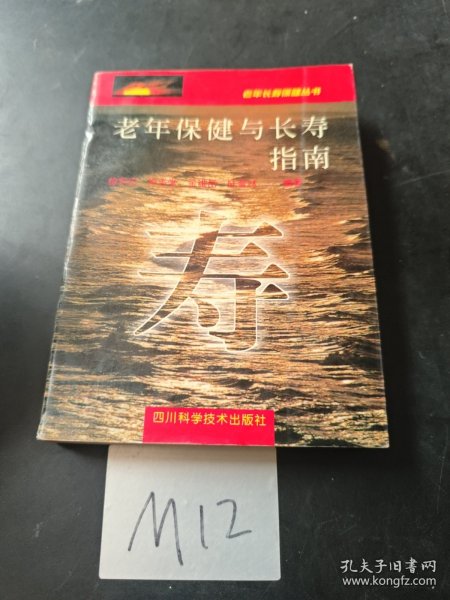 老年长寿保健丛书
老年保健与长寿
指南
寿
四川科学技术出版社
M12
孔夫子旧书网
www.kongfz.com